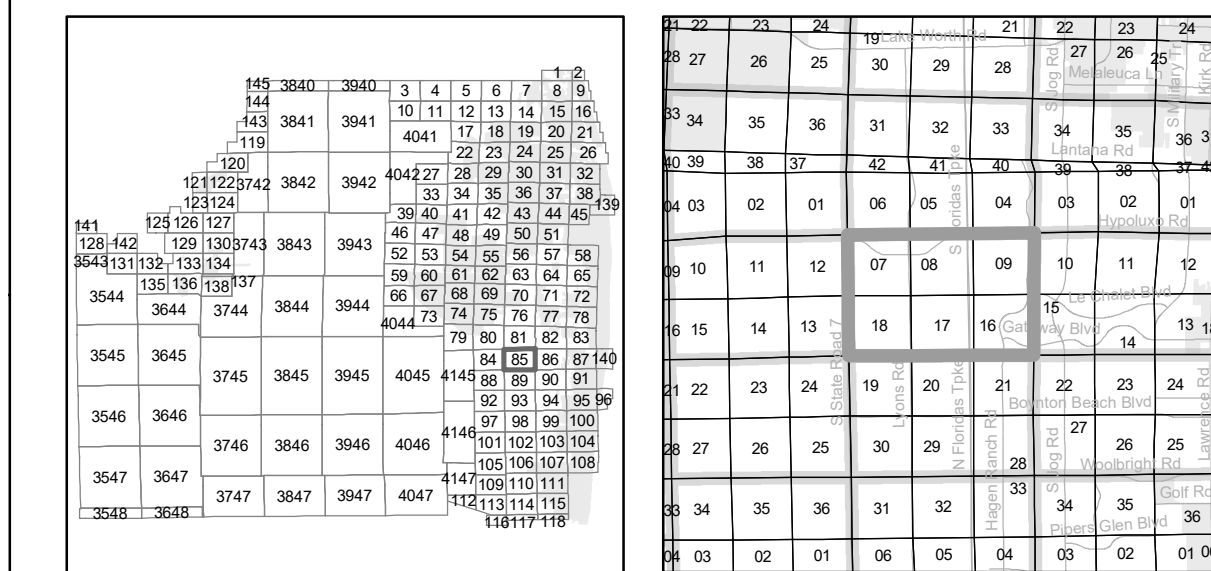 1 2
145 3840 3940 3 4 5 6 7 8 9
144 10 11 12 13 14 15 16
143 3841 3941 4041 17 18 19 20 21
119 22 23 24 25 26
120 4042 27 28 29 30 31 32
121 122 3742 3842 3942 33 34 35 36 37 38
123 124 139
141 125 126 127 39 40 41 42 43 44 45
128 142 129 130 3743 3843 3943 46 47 48 49 50 51
3543 131 132 133 134 52 53 54 55 56 57 58
135 136 138 137 59 60 61 62 63 64 65
3544 3644 3744 3844 3944 66 67 68 69 70 71 72
4044 73 74 75 76 77 78
79 80 81 82 83
3545 3645 84 85 86 87 140
3745 3845 3945 4045 4145 88 89 90 91
3546 3646 92 93 94 95 96
97 98 99 100
3746 3846 3946 4046 4146 101 102 103 104
105 106 107 108
3547 3647 4147 109 110 111
3747 3847 3947 4047 112 113 114 115
3548 3648 116 117 118
21 22 23 24 19 Lake Worth Rd 21 22 23 24
28 27 26 25 30 29 28 27 26 25
S Jog Rd Melaleuca Ln S Military Tr Kirk Rd
33 34 35 36 31 32 33 34 35 36 3
Lantana Rd
40 39 38 37 42 41 40 39 38 37
04 03 02 01 06 05 04 03 02 01
S Floridas Tpke Hypoluxo Rd
09 10 11 12 07 08 09 10 11 12
Le Chalet Blvd
16 15 14 13 18 17 16 15 14 13
Gateway Blvd
21 22 23 24 19 20 21 22 23 24
S State Road 7 Lyons Rd N Floridas Tpke Boynton Beach Blvd Lawrence Rd
28 27 26 25 30 29 28 27 26 25
Hagen Ranch Rd S Jog Rd Woolbright Rd
33 34 35 36 31 32 33 34 35 36
Golf Rd
Pipers Glen Blvd
04 03 02 01 06 05 04 03 02 01